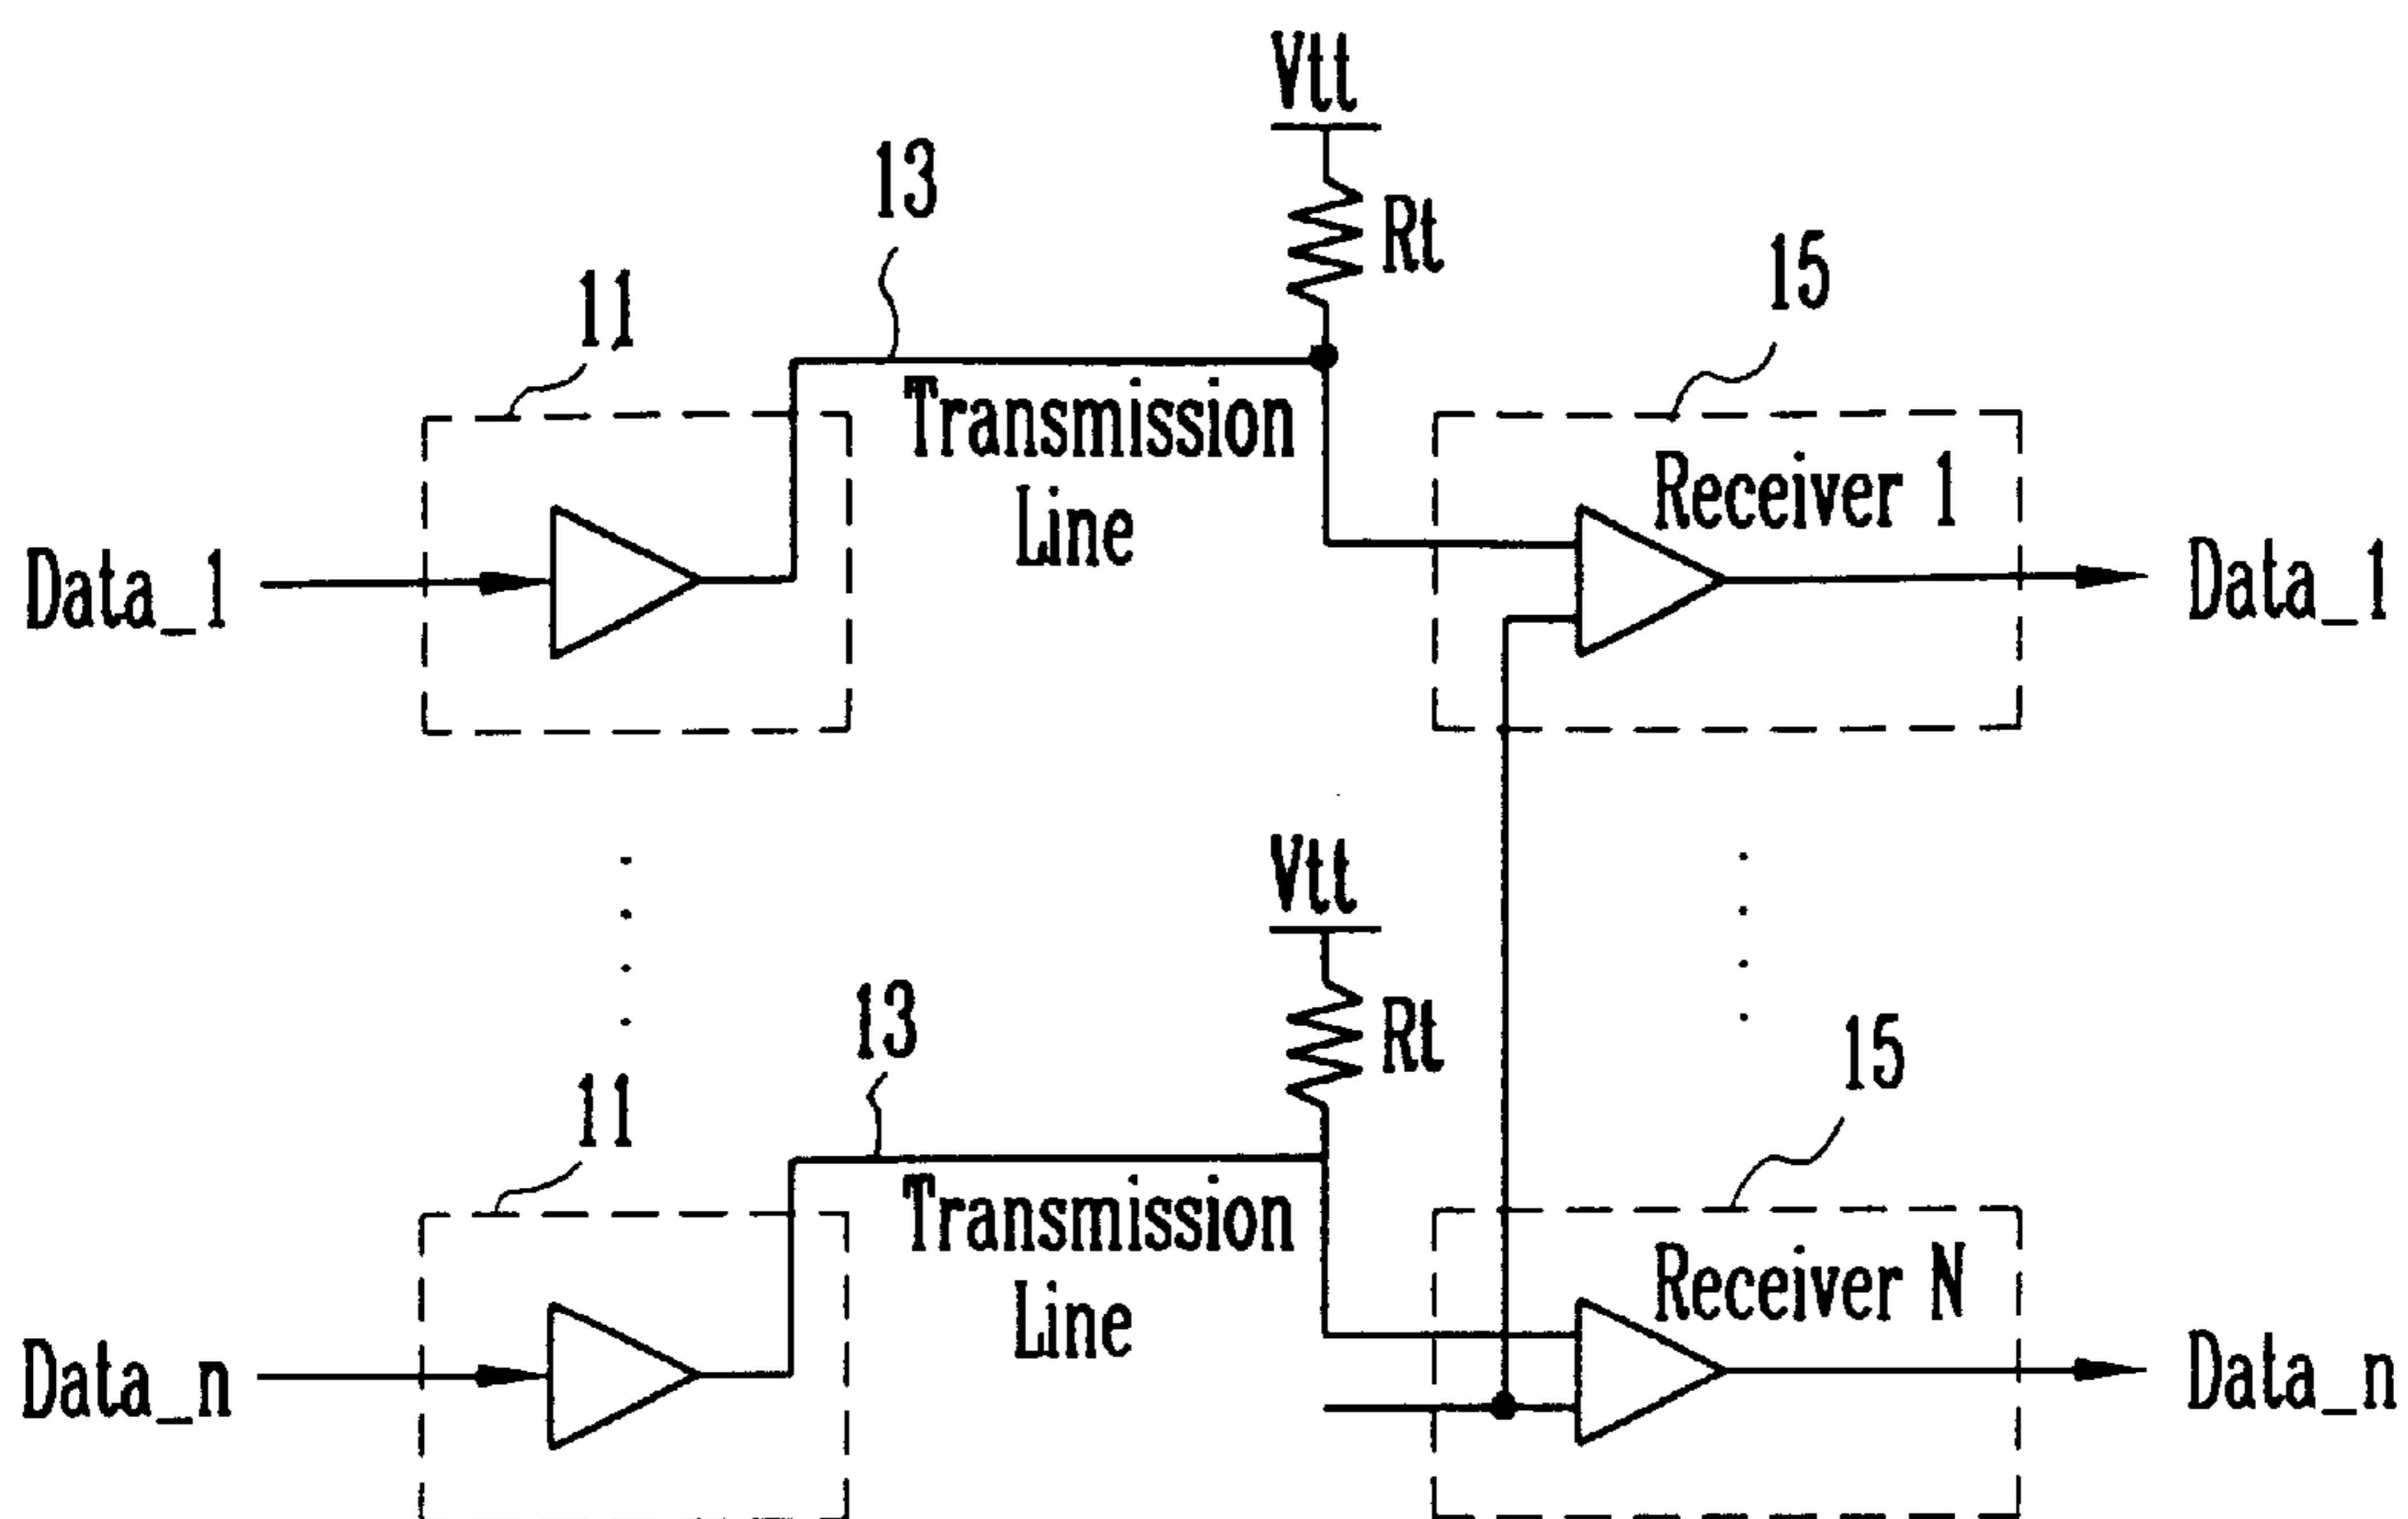 Vtt
13
Rt
15
11
Transmission
Line
Receiver 1
Data_1
Data_1
Vtt
13
Rt
15
11
Transmission
Line
Receiver N
Data_n
Data_n